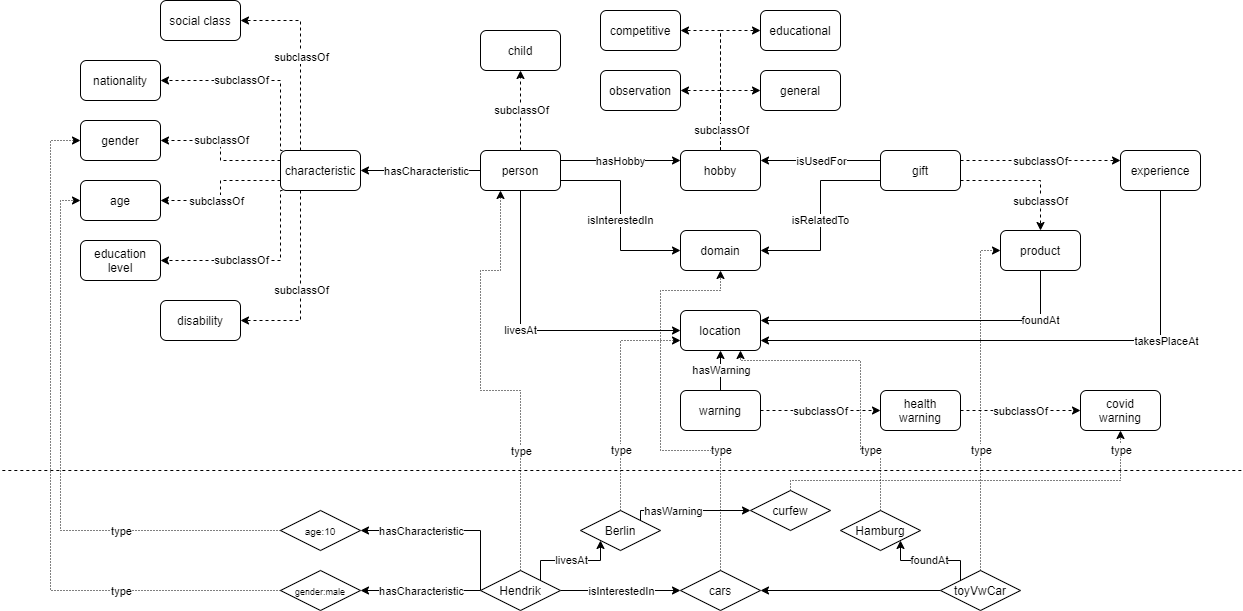 social class
competitive
educational
child
subclassOf
nationality
subclassOf
observation
general
subclassOf
subclassOf
gender
subclassOf
characteristic
hasCharacteristic
person
hasHobby
hobby
isUsedFor
gift
subclassOf
experience
age
subclassOf
isInterestedIn
isRelatedTo
subclassOf
education
level
subclassOf
domain
product
subclassOf
disability
livesAt
location
foundAt
takesPlaceAt
hasWarning
warning
subclassOf
health
warning
subclassOf
covid
warning
type
type
type
type
type
type
type
age:10
hasCharacteristic
Berlin
hasWarning
curfew
Hamburg
livesAt
foundAt
type
gender:male
hasCharacteristic
Hendrik
isInterestedIn
cars
toyVwCar